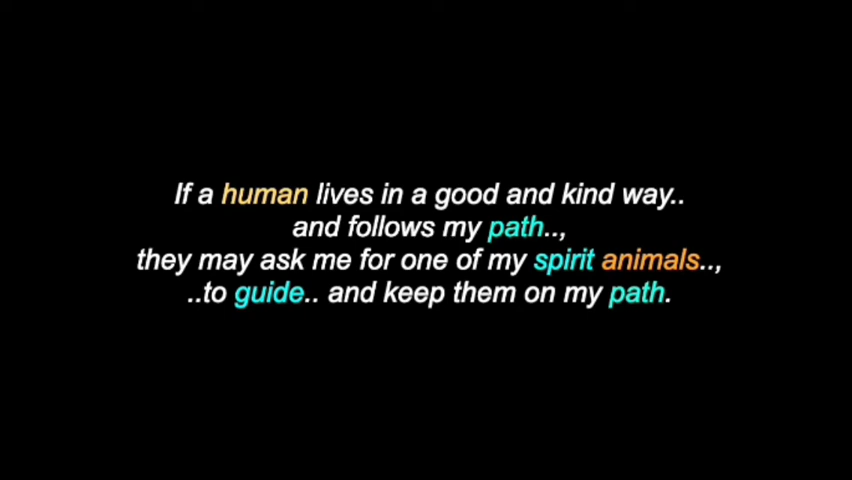 If a human lives in a good and kind way..
and follows my path..,
they may ask me for one of my spirit animals..,
..to guide.. and keep them on my path.